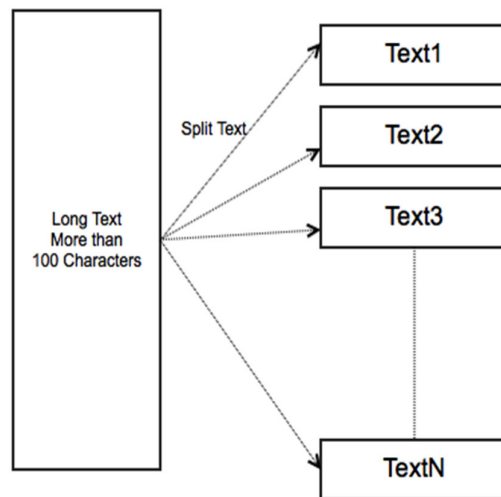 Text1
Split Text
Text2
Text3
Long Text
More than
100 Characters
TextN